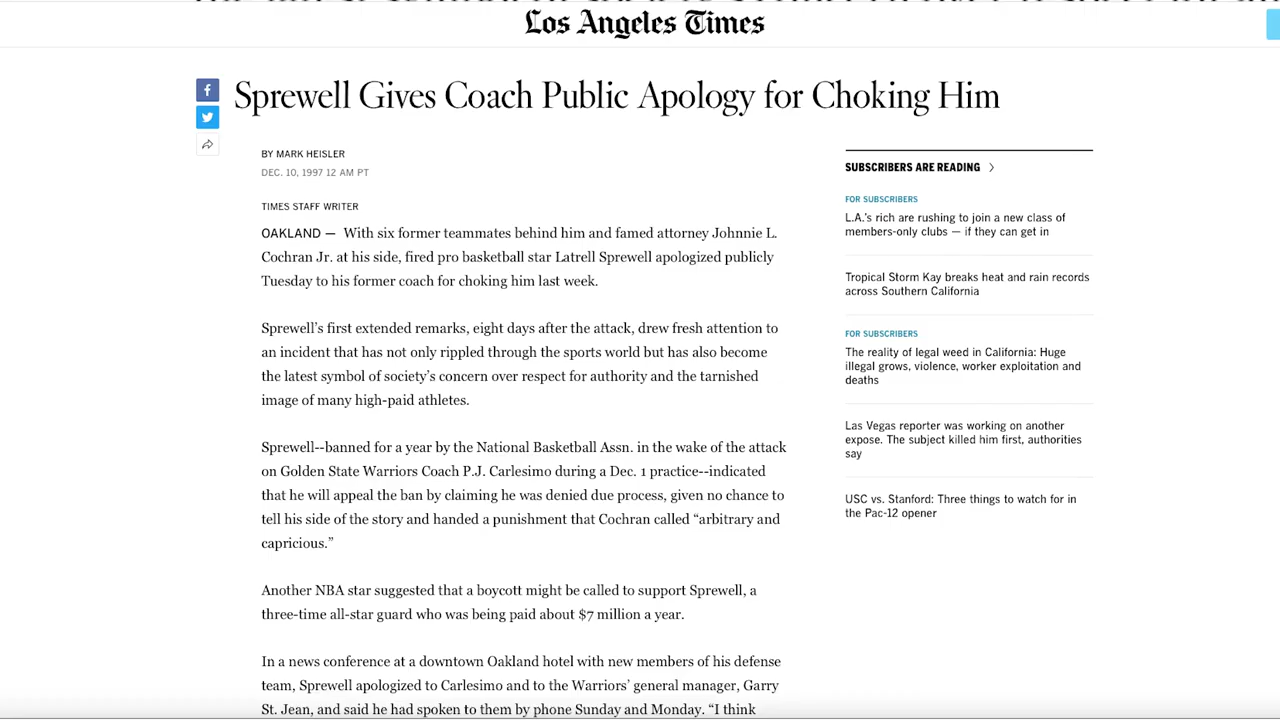 Los Angeles Times
Sprewell Gives Coach Public Apology for Choking Him
BY MARK HEISLER
DEC. 10, 1997 12 AM PT
TIMES STAFF WRITER
OAKLAND — With six former teammates behind him and famed attorney Johnnie L.
Cochran Jr. at his side, fired pro basketball star Latrell Sprewell apologized publicly
Tuesday to his former coach for choking him last week.
Sprewell’s first extended remarks, eight days after the attack, drew fresh attention to
an incident that has not only rippled through the sports world but has also become
the latest symbol of society’s concern over respect for authority and the tarnished
image of many high-paid athletes.
Sprewell--banned for a year by the National Basketball Assn. in the wake of the attack
on Golden State Warriors Coach P.J. Carlesimo during a Dec. 1 practice--indicated
that he will appeal the ban by claiming he was denied due process, given no chance to
tell his side of the story and handed a punishment that Cochran called “arbitrary and
capricious.”
Another NBA star suggested that a boycott might be called to support Sprewell, a
three-time all-star guard who was being paid about $7 million a year.
In a news conference at a downtown Oakland hotel with new members of his defense
team, Sprewell apologized to Carlesimo and to the Warriors’ general manager, Garry
St. Jean, and said he had spoken to them by phone Sunday and Monday. “I think
SUBSCRIBERS ARE READING >
FOR SUBSCRIBERS
L.A.’s rich are rushing to join a new class of
members-only clubs — if they can get in
Tropical Storm Kay breaks heat and rain records
across Southern California
FOR SUBSCRIBERS
The reality of legal weed in California: Huge
illegal grows, violence, worker exploitation and
deaths
Las Vegas reporter was working on another
expose. The subject killed him first, authorities
say
USC vs. Stanford: Three things to watch for in
the Pac-12 opener